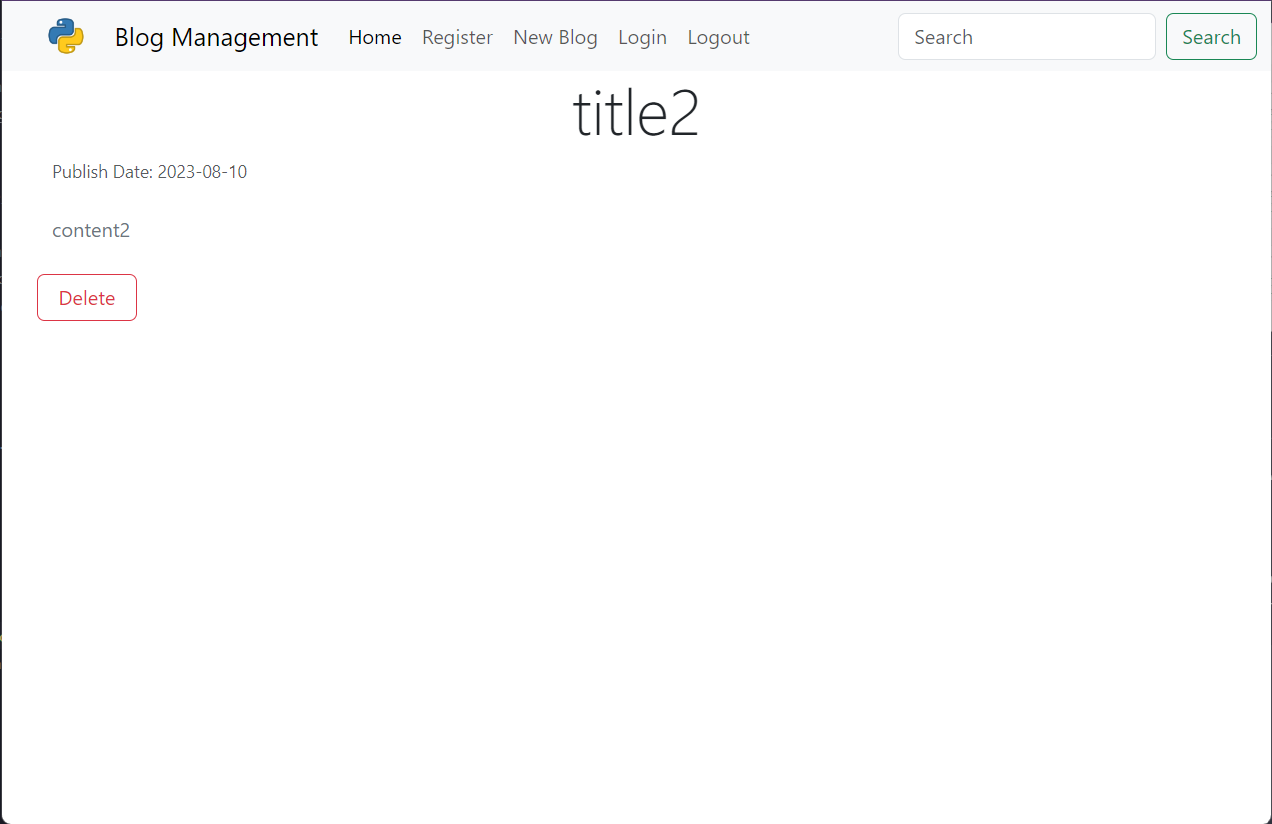 Blog Management Home Register New Blog Login Logout Search Search
title2
Publish Date: 2023-08-10
content2
Delete